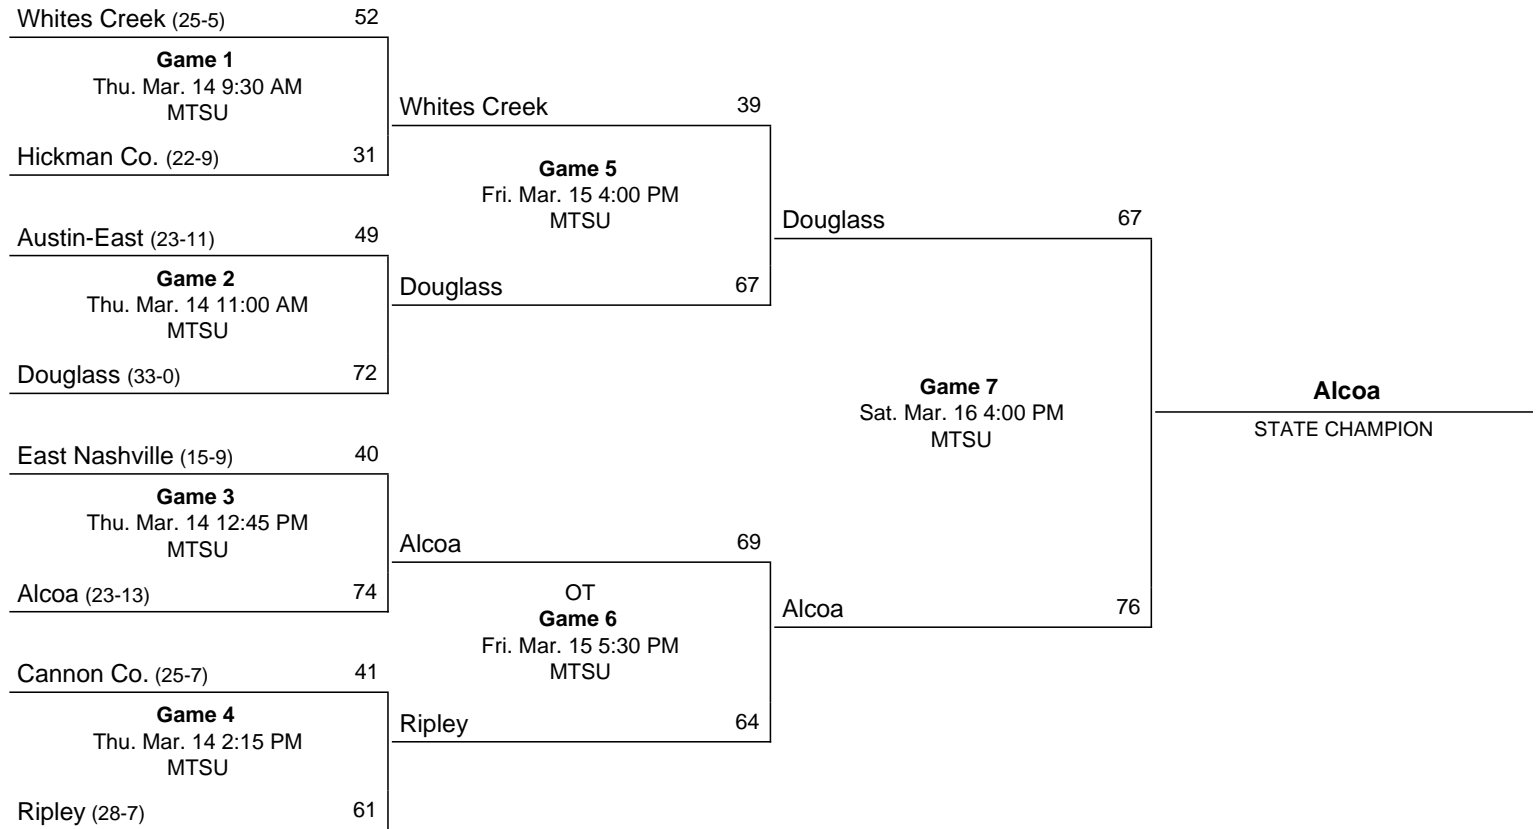 Whites Creek (25-5) 52
Game 1
Thu. Mar. 14 9:30 AM
MTSU
Hickman Co. (22-9) 31
Austin-East (23-11) 49
Game 2
Thu. Mar. 14 11:00 AM
MTSU
Douglass (33-0) 72
East Nashville (15-9) 40
Game 3
Thu. Mar. 14 12:45 PM
MTSU
Alcoa (23-13) 74
Cannon Co. (25-7) 41
Game 4
Thu. Mar. 14 2:15 PM
MTSU
Ripley (28-7) 61
Whites Creek 39
Game 5
Fri. Mar. 15 4:00 PM
MTSU
Douglass 67
Alcoa 69
OT
Game 6
Fri. Mar. 15 5:30 PM
MTSU
Ripley 64
Douglass 67
Game 7
Sat. Mar. 16 4:00 PM
MTSU
Alcoa 76
Alcoa
STATE CHAMPION